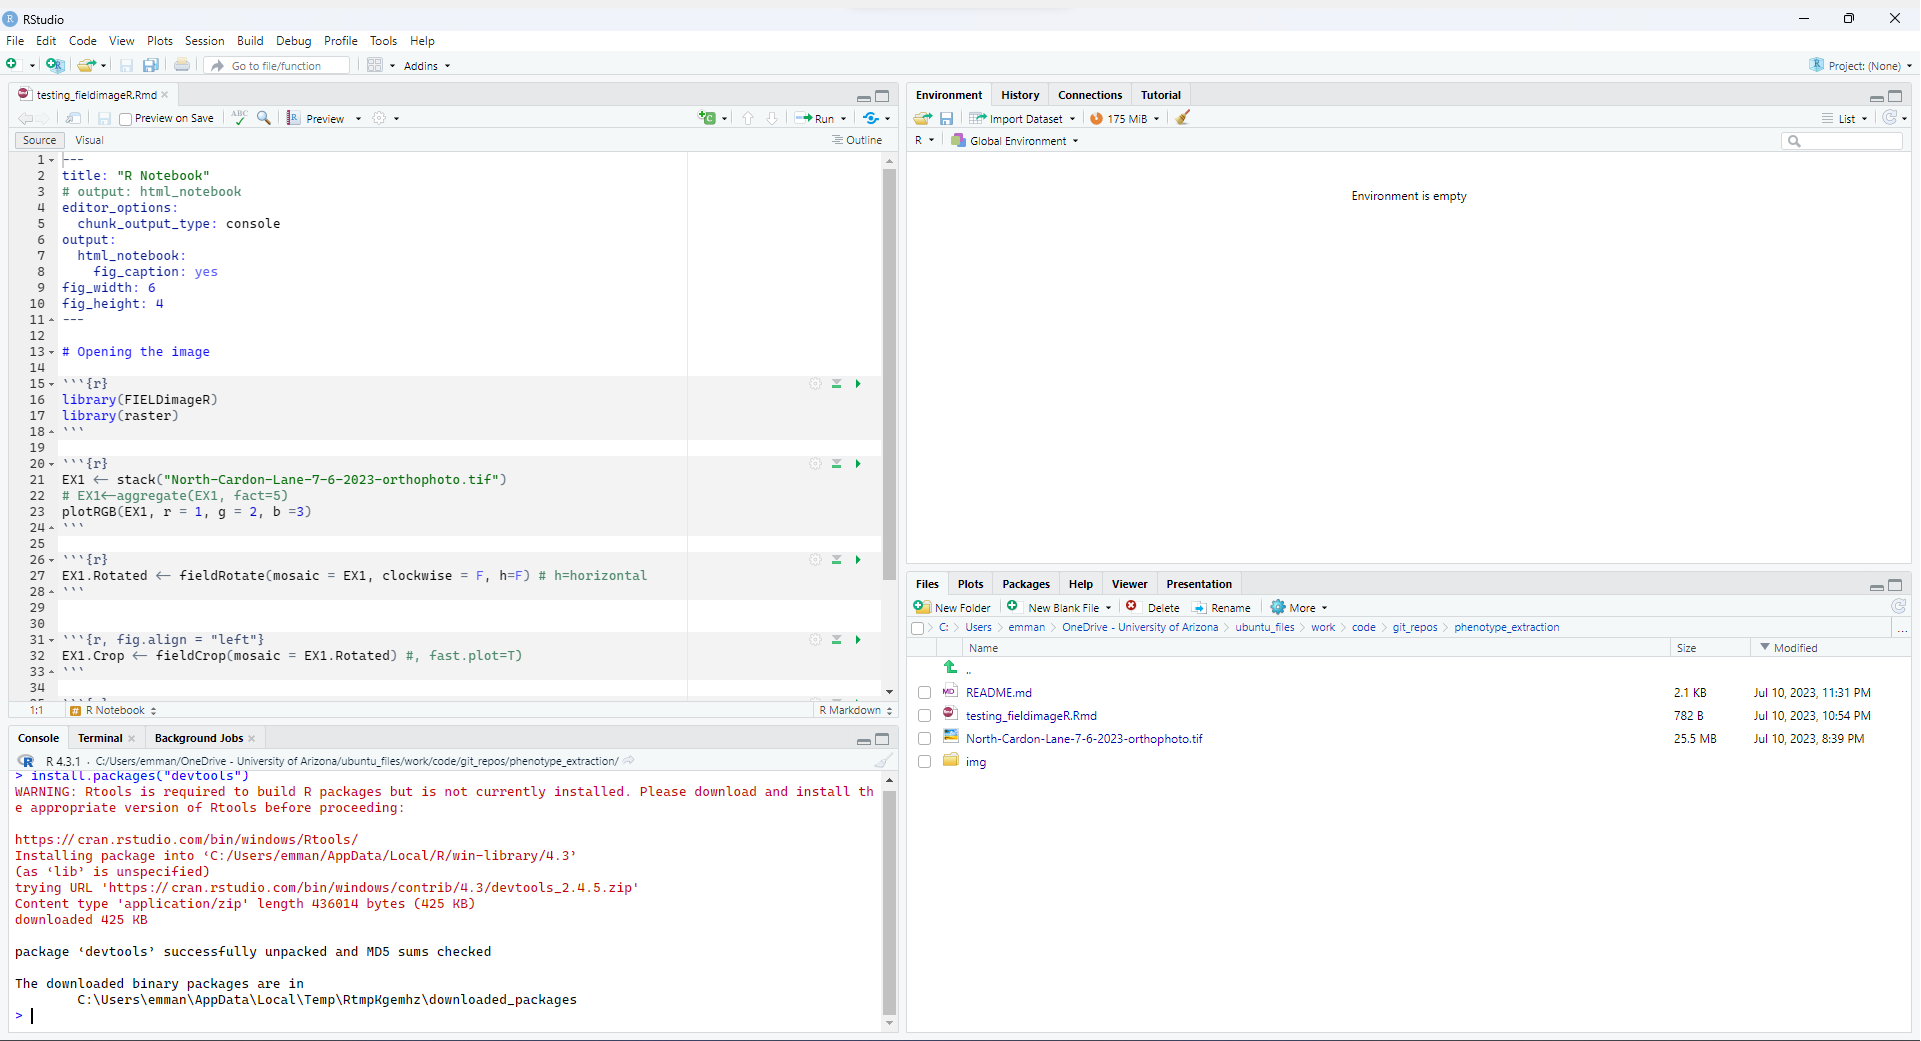 RStudio
File Edit Code View Plots Session Build Debug Profile Tools Help
Go to file/function Addins Project: (None)
testing_fieldimageR.Rmd
Preview on Save ABC Preview Run
Source Visual Outline
1 ---
2 title: "R Notebook"
3 # output: html_notebook
4 editor_options:
5 chunk_output_type: console
6 output:
7 html_notebook:
8 fig_caption: yes
9 fig_width: 6
10 fig_height: 4
11 ---
12
13 # Opening the image
14
15 ```{r}
16 library(FIELDimageR)
17 library(raster)
18 ```
19
20 ```{r}
21 EX1 <- stack("North-Cardon-Lane-7-6-2023-orthophoto.tif")
22 # EX1<-aggregate(EX1, fact=5)
23 plotRGB(EX1, r = 1, g = 2, b =3)
24 ```
25
26 ```{r}
27 EX1.Rotated <- fieldRotate(mosaic = EX1, clockwise = F, h=F) # h=horizontal
28 ```
29
30
31 ```{r, fig.align = "left"}
32 EX1.Crop <- fieldCrop(mosaic = EX1.Rotated) #, fast.plot=T)
33 ```
34
1:1 # R Notebook R Markdown
Console Terminal Background Jobs
R 4.3.1 · C:/Users/emman/OneDrive - University of Arizona/ubuntu_files/work/code/git_repos/phenotype_extraction/
> install.packages("devtools")
WARNING: Rtools is required to build R packages but is not currently installed. Please download and install th
e appropriate version of Rtools before proceeding:
https://cran.rstudio.com/bin/windows/Rtools/
Installing package into ‘C:/Users/emman/AppData/Local/R/win-library/4.3’
(as ‘lib’ is unspecified)
trying URL 'https://cran.rstudio.com/bin/windows/contrib/4.3/devtools_2.4.5.zip'
Content type 'application/zip' length 436014 bytes (425 KB)
downloaded 425 KB
package ‘devtools’ successfully unpacked and MD5 sums checked
The downloaded binary packages are in
C:\Users\emman\AppData\Local\Temp\RtmpKgemhz\downloaded_packages
>
Environment History Connections Tutorial
Import Dataset 175 MiB List
R Global Environment
Environment is empty
Files Plots Packages Help Viewer Presentation
New Folder New Blank File Delete Rename More
C: Users emman OneDrive - University of Arizona ubuntu_files work code git_repos phenotype_extraction ...
Name Size Modified
..
README.md 2.1 KB Jul 10, 2023, 11:31 PM
testing_fieldimageR.Rmd 782 B Jul 10, 2023, 10:54 PM
North-Cardon-Lane-7-6-2023-orthophoto.tif 25.5 MB Jul 10, 2023, 8:39 PM
img